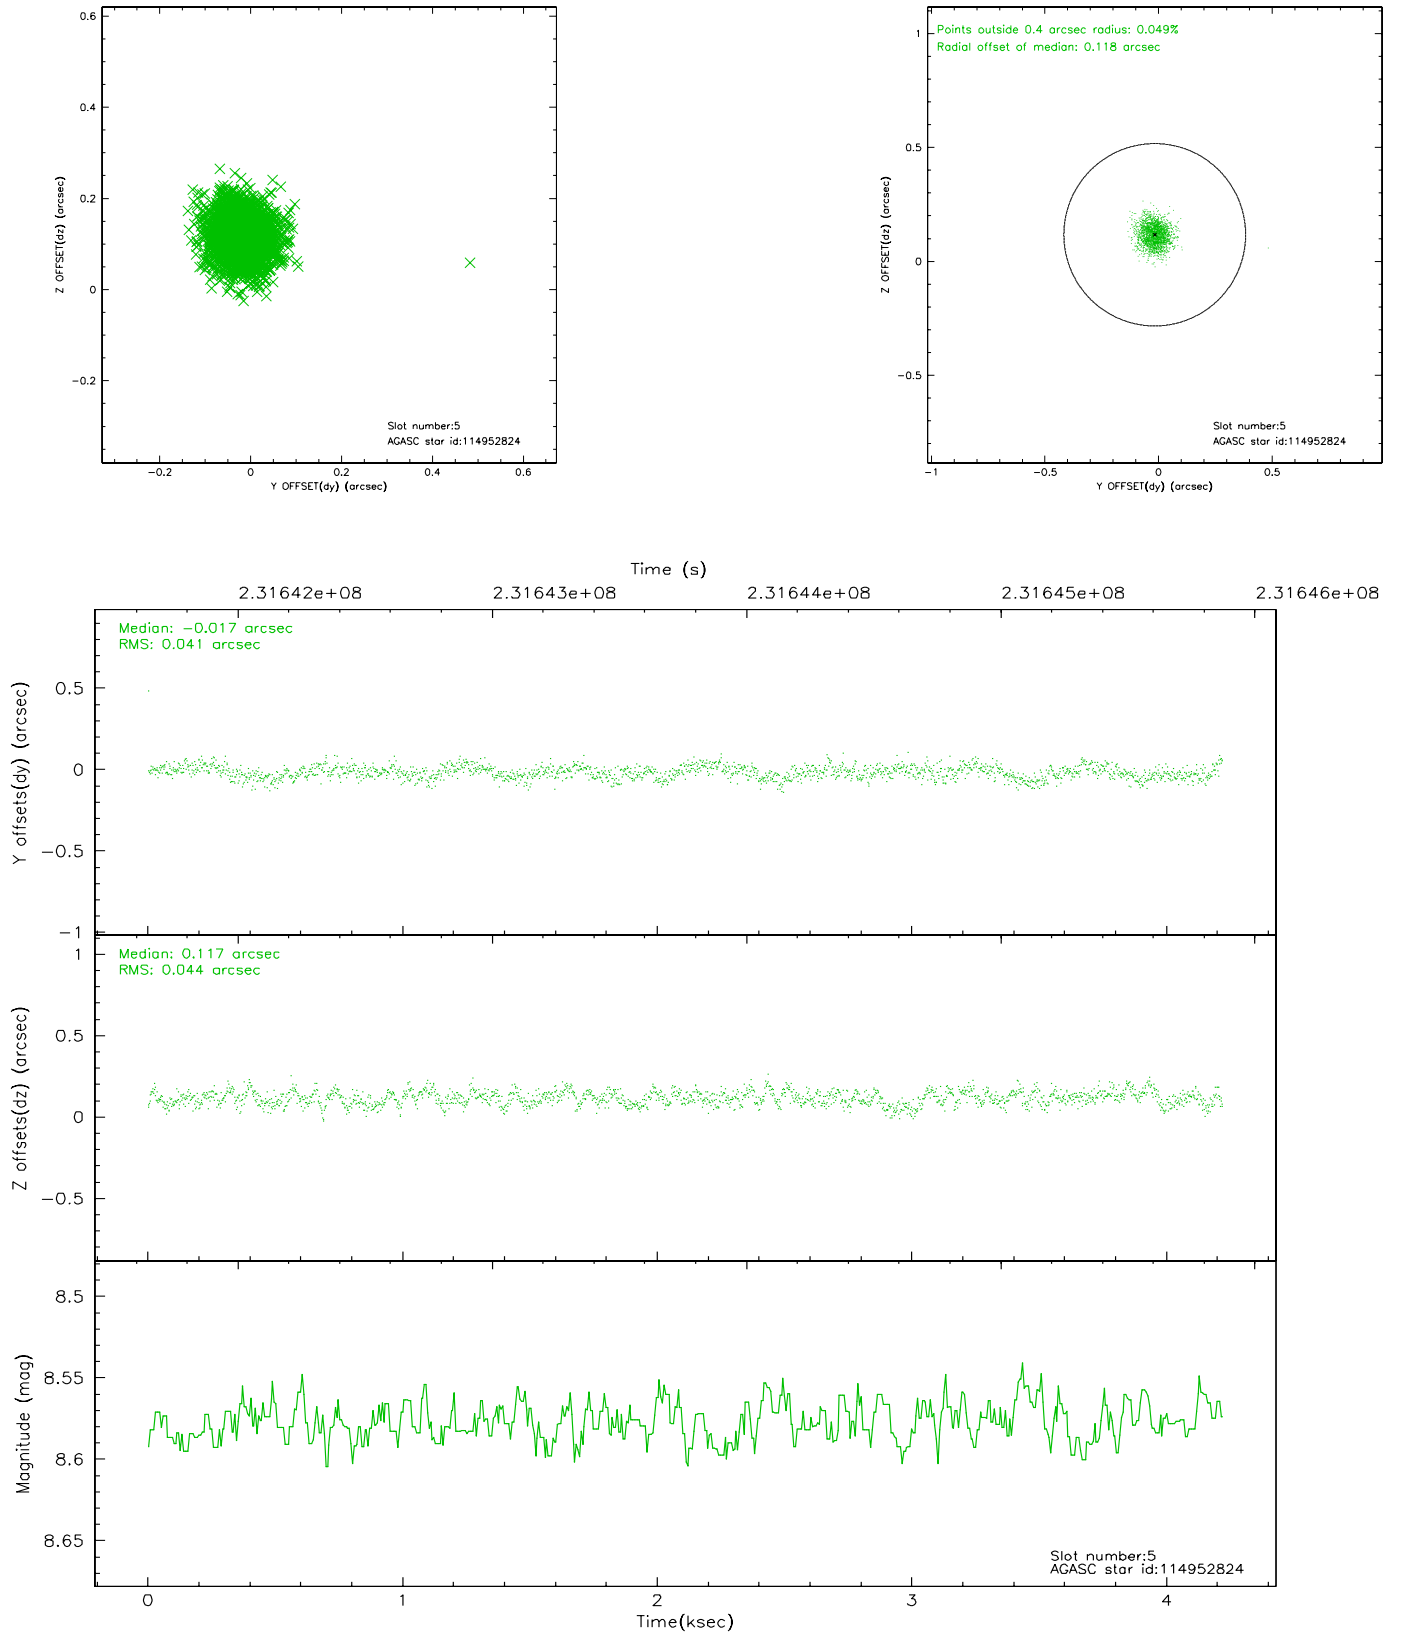 0.6
0.4
0.2
0
−0.2
Z OFFSET(dz) (arcsec)
Slot number:5
AGASC star id:114952824
−0.2 0 0.2 0.4 0.6
Y OFFSET(dy) (arcsec)
Points outside 0.4 arcsec radius: 0.049%
Radial offset of median: 0.118 arcsec
1
0.5
0
−0.5
Z OFFSET(dz) (arcsec)
Slot number:5
AGASC star id:114952824
−1 −0.5 0 0.5
Y OFFSET(dy) (arcsec)
Time (s)
2.31642e+08 2.31643e+08 2.31644e+08 2.31645e+08 2.31646e+08
Median: −0.017 arcsec
RMS: 0.041 arcsec
0.5
0
−0.5
−1
Y offsets(dy) (arcsec)
Median: 0.117 arcsec
RMS: 0.044 arcsec
1
0.5
0
−0.5
Z offsets(dz) (arcsec)
8.5
8.55
8.6
8.65
Magnitude (mag)
Slot number:5
AGASC star id:114952824
0 1 2 3 4
Time(ksec)